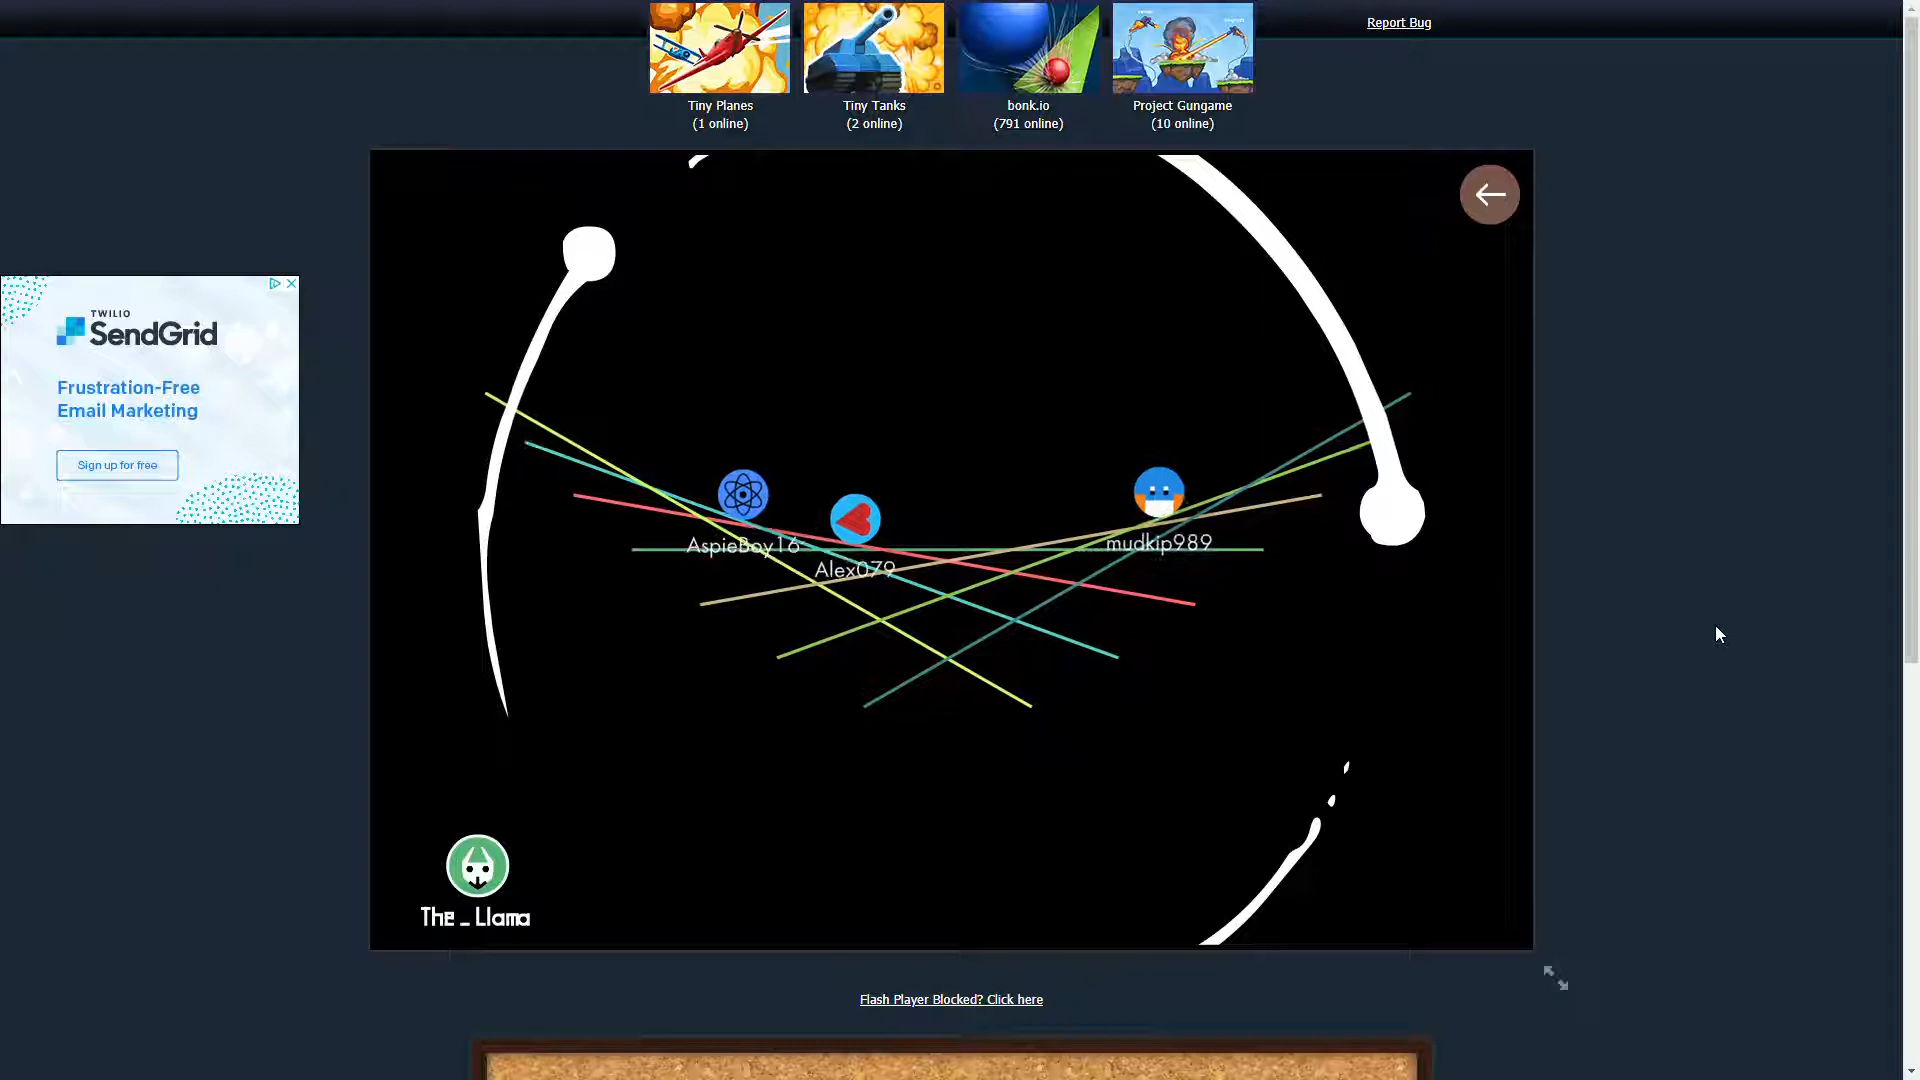 Report Bug
Tiny Planes
(1 online)
Tiny Tanks
(2 online)
bonk.io
(791 online)
Project Gungame
(10 online)
TWILIO
SendGrid
Frustration-Free
Email Marketing
Sign up for free
AspieBoy16
Alex079
mudkip989
The_Llama
Flash Player Blocked? Click here